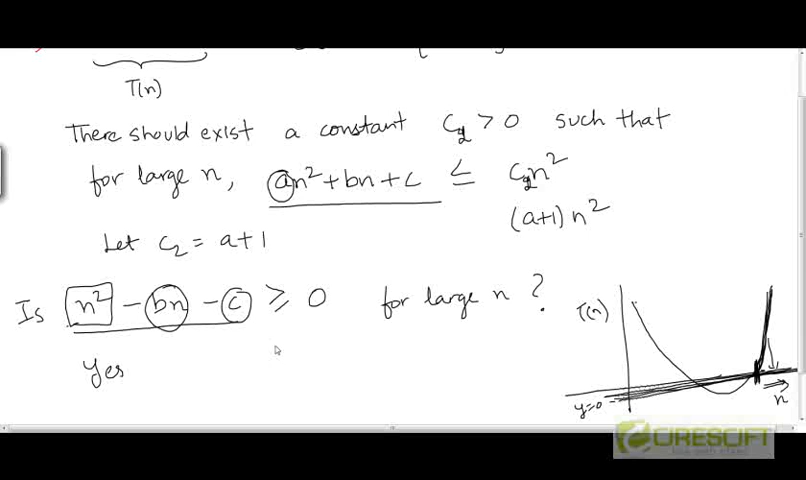 T(n)
There should exist a constant c₂ > 0 such that
for large n, an² + bn + c ≤ c₂n²
(a+1) n²
Let c₂ = a + 1
Is n² - bn - c ≥ 0 for large n ?
Yes
T(n)
y=0
n
CIRESOFT